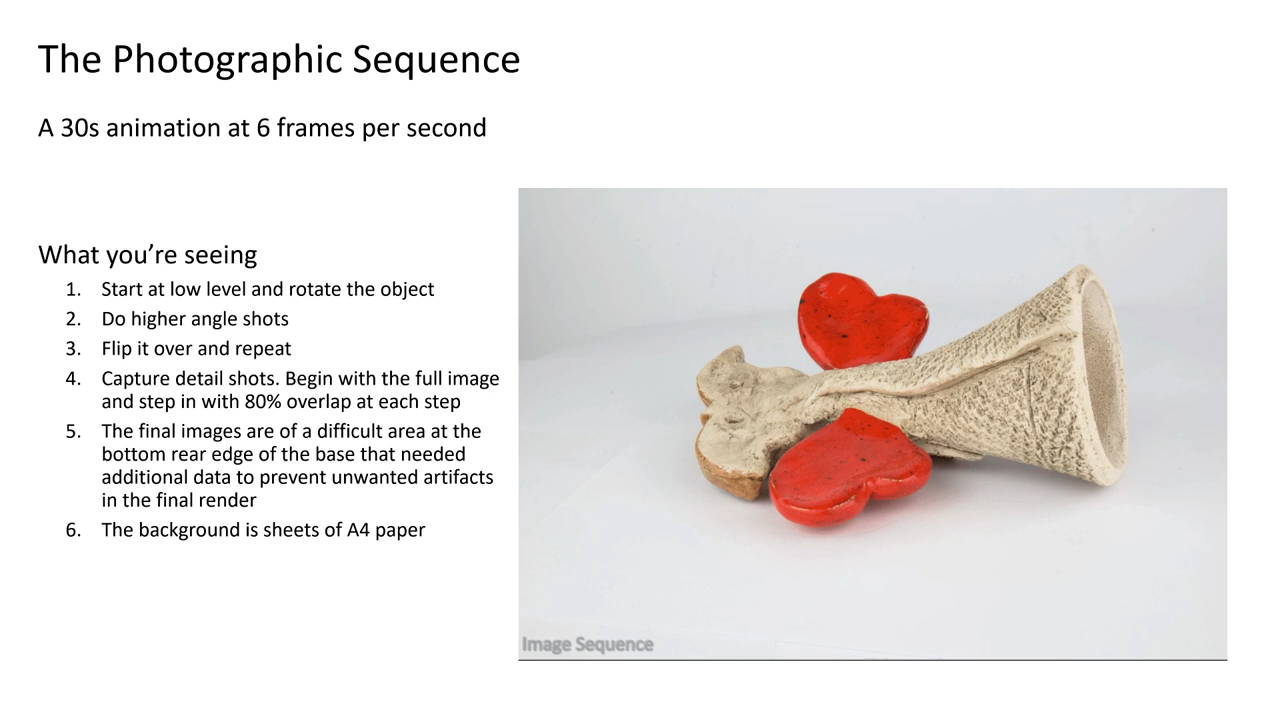 The Photographic Sequence
A 30s animation at 6 frames per second
What you’re seeing
1. Start at low level and rotate the object
2. Do higher angle shots
3. Flip it over and repeat
4. Capture detail shots. Begin with the full image
and step in with 80% overlap at each step
5. The final images are of a difficult area at the
bottom rear edge of the base that needed
additional data to prevent unwanted artifacts
in the final render
6. The background is sheets of A4 paper
Image Sequence